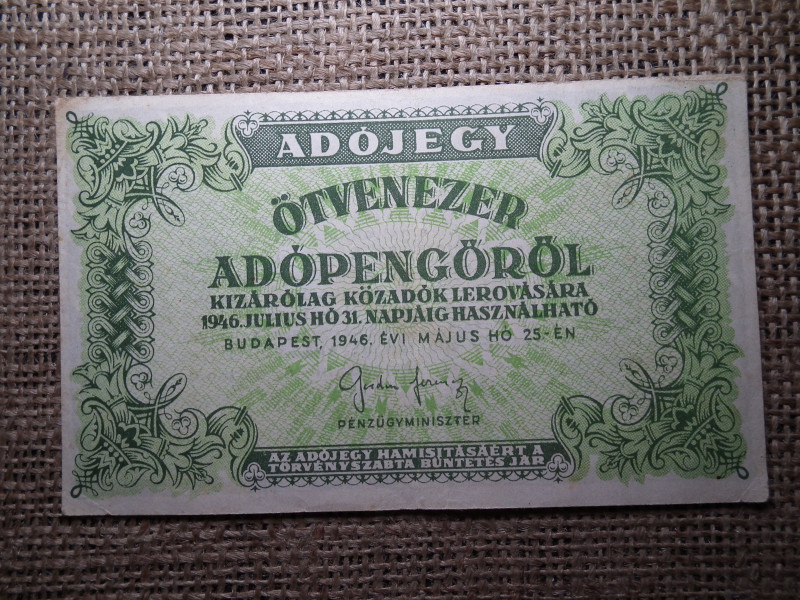 ADÓJEGY
ÖTVENEZER
ADÓPENGŐRŐL
KIZÁRÓLAG KÖZADÓK LEROVÁSÁRA
1946. JULIUS HÓ 31. NAPJÁIG HASZNÁLHATÓ
BUDAPEST, 1946. ÉVI MÁJUS HÓ 25-ÉN
Gordon Ferenc
PÉNZÜGYMINISZTER
AZ ADÓJEGY HAMISITÁSÁÉRT A
TÖRVÉNYSZABTA BÜNTETÉS JÁR